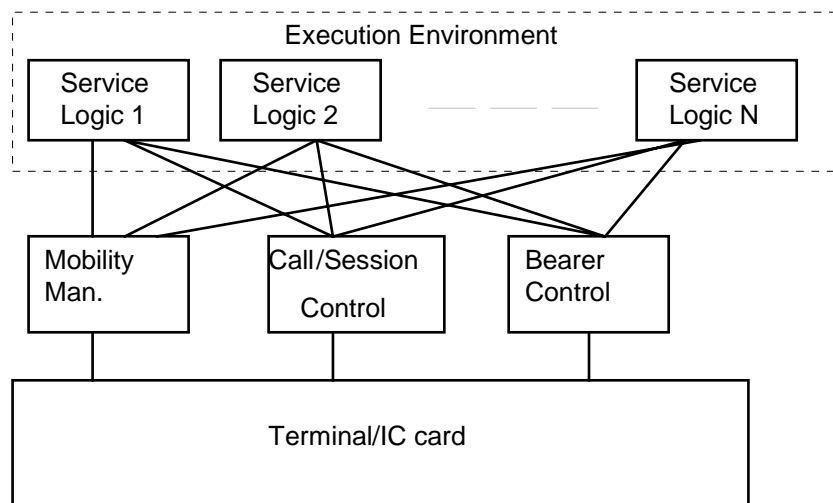 Execution Environment
Service
Logic 1
Service
Logic 2
Service
Logic N
Mobility
Man.
Call/Session
Control
Bearer
Control
Terminal/IC card